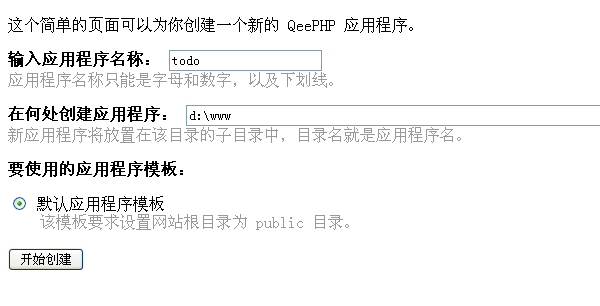 这个简单的页面可以为你创建一个新的 QeePHP 应用程序。
输入应用程序名称： todo
应用程序名称只能是字母和数字，以及下划线。
在何处创建应用程序： d:\www
新应用程序将放置在该目录的子目录中，目录名就是应用程序名。
要使用的应用程序模板：
默认应用程序模板
该模板要求设置网站根目录为 public 目录。
开始创建